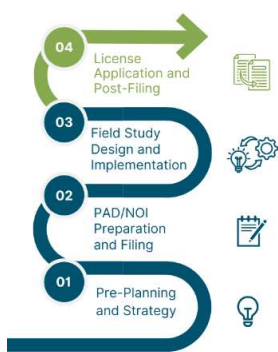 04
License
Application and
Post-Filing
03
Field Study
Design and
Implementation
02
PAD/NOI
Preparation
and Filing
01
Pre-Planning
and Strategy